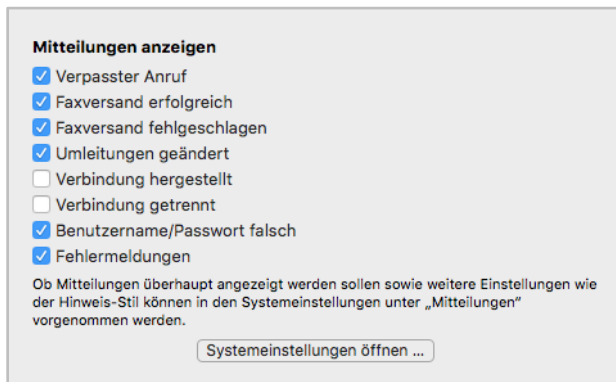 Mitteilungen anzeigen
Verpasster Anruf
Faxversand erfolgreich
Faxversand fehlgeschlagen
Umleitungen geändert
Verbindung hergestellt
Verbindung getrennt
Benutzername/Passwort falsch
Fehlermeldungen
Ob Mitteilungen überhaupt angezeigt werden sollen sowie weitere Einstellungen wie
der Hinweis-Stil können in den Systemeinstellungen unter „Mitteilungen"
vorgenommen werden.
Systemeinstellungen öffnen ...